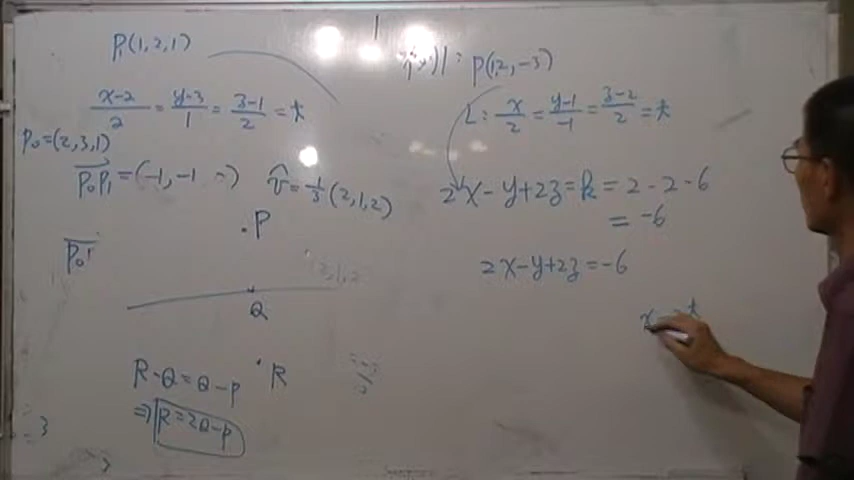 P₁(1,2,1)
x-2/2 = y-3/1 = 3-1/2 = t
P₀=(2,3,1)
P₀P₁ = (-1,-1
v = 1/3 (2,1,2)
.P
P₀
Q
R-Q=Q-P
.R
⇒ R=2Q-P
: P(1,2,-3)
L: x/2 = y-1/-1 = 3-2/2 = t
2x-y+23=k=2-2-6
=-6
2x-y+23=-6
x = t